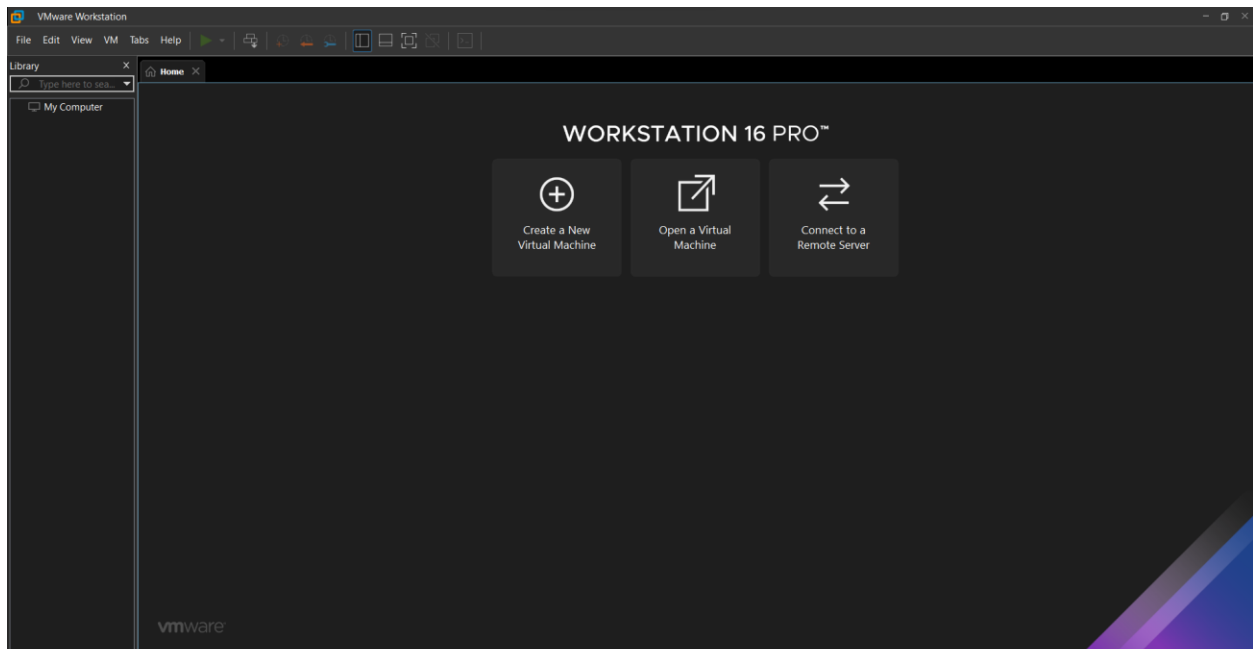 VMware Workstation
File Edit View VM Tabs Help
Library X
Home
Type here to sea...
My Computer
WORKSTATION 16 PRO™
Create a New
Virtual Machine
Open a Virtual
Machine
Connect to a
Remote Server
vmware